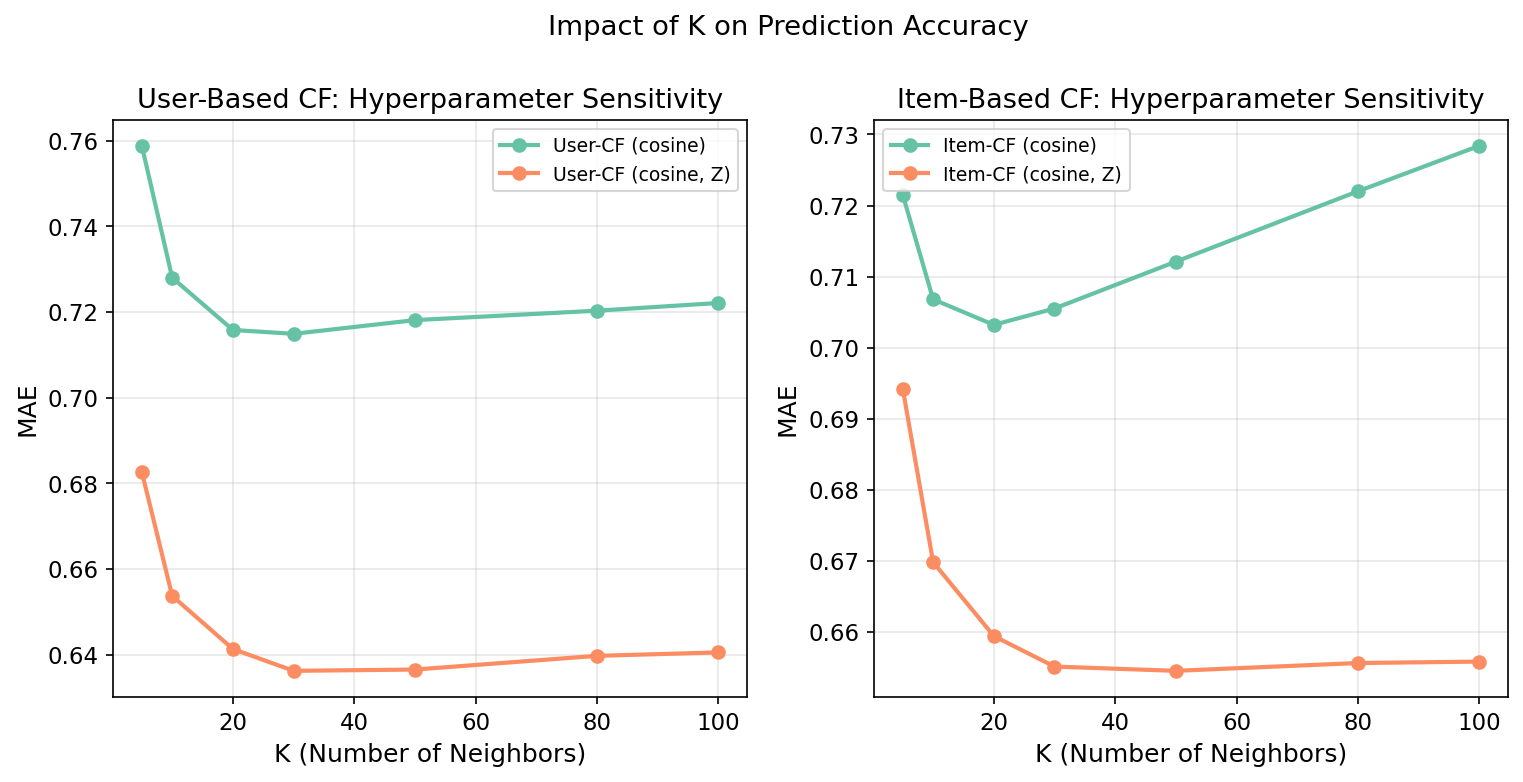 Impact of K on Prediction Accuracy
User-Based CF: Hyperparameter Sensitivity
User-CF (cosine)
User-CF (cosine, Z)
0.76
0.74
0.72
0.70
0.68
0.66
0.64
MAE
20 40 60 80 100
K (Number of Neighbors)
Item-Based CF: Hyperparameter Sensitivity
Item-CF (cosine)
Item-CF (cosine, Z)
0.73
0.72
0.71
0.70
0.69
0.68
0.67
0.66
MAE
20 40 60 80 100
K (Number of Neighbors)